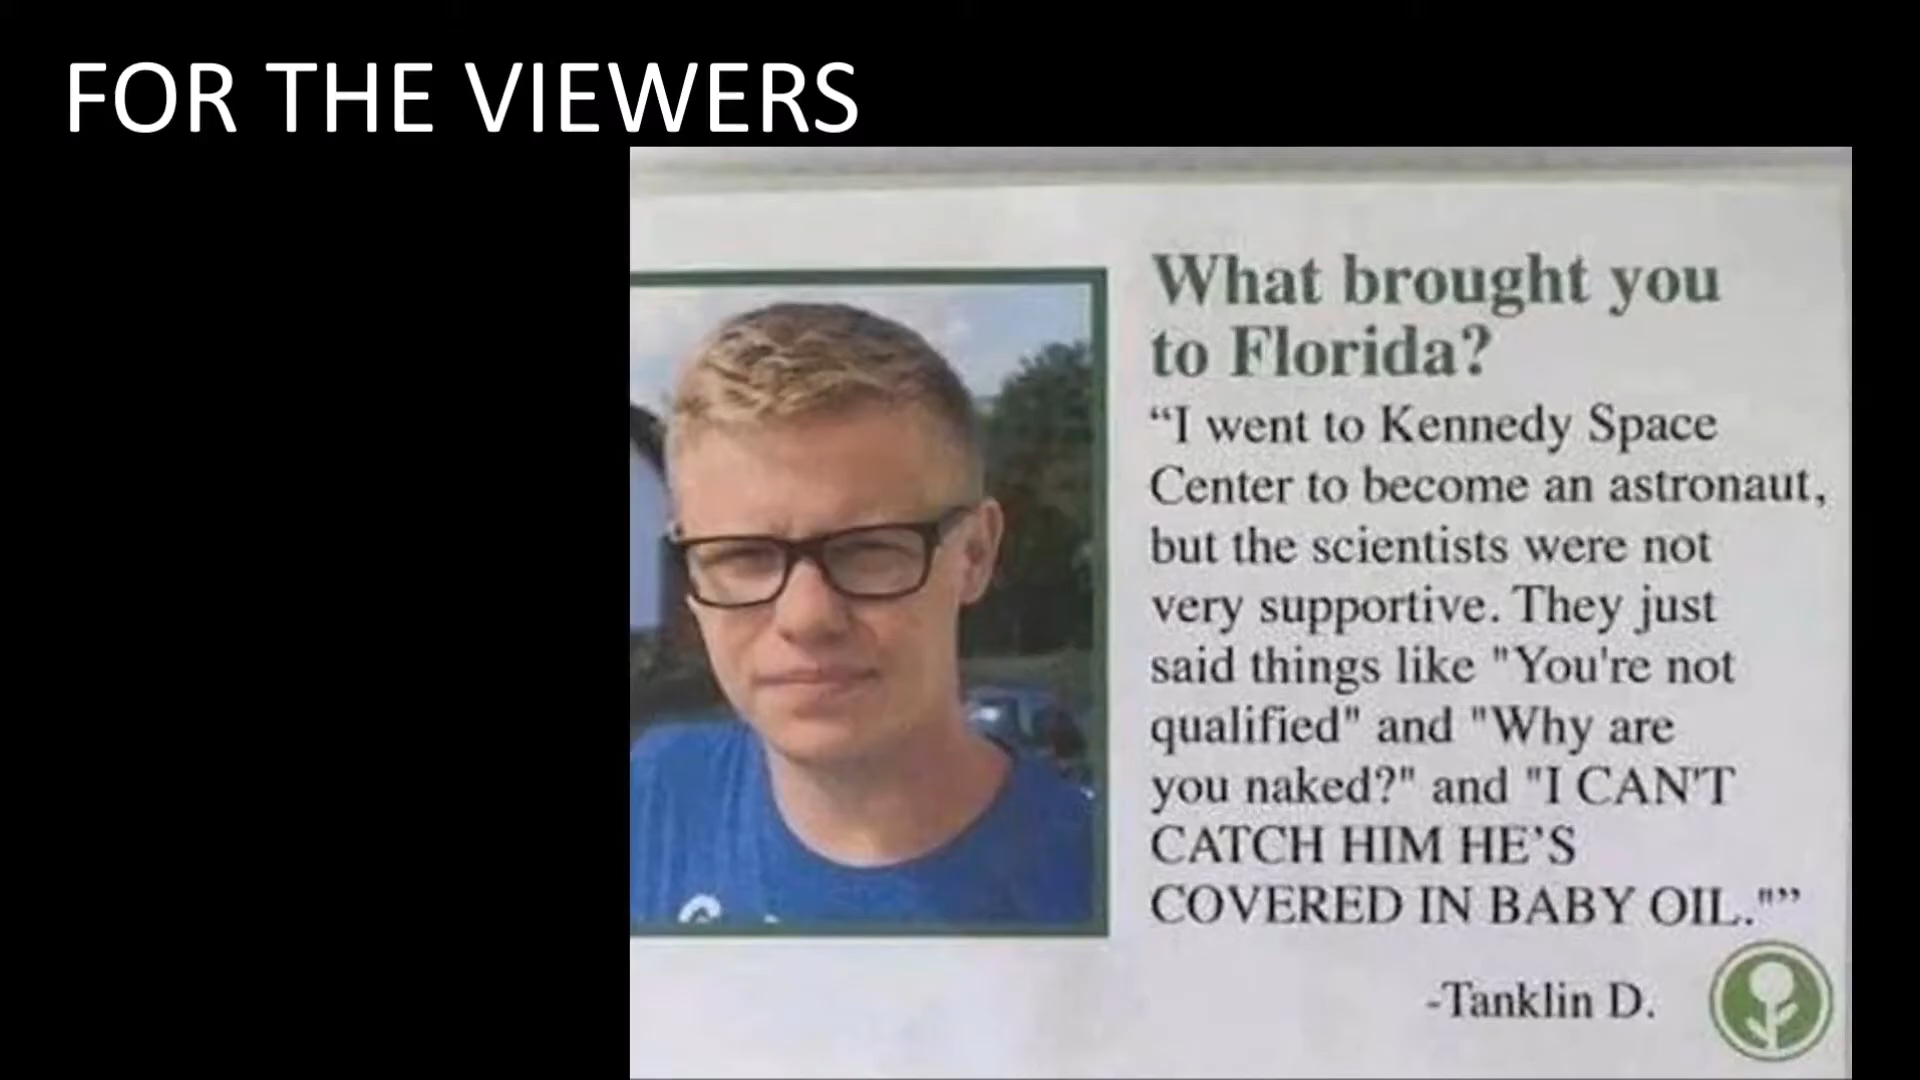 FOR THE VIEWERS
What brought you
to Florida?
“I went to Kennedy Space
Center to become an astronaut,
but the scientists were not
very supportive. They just
said things like "You're not
qualified" and "Why are
you naked?" and "I CAN'T
CATCH HIM HE’S
COVERED IN BABY OIL."”
-Tanklin D.